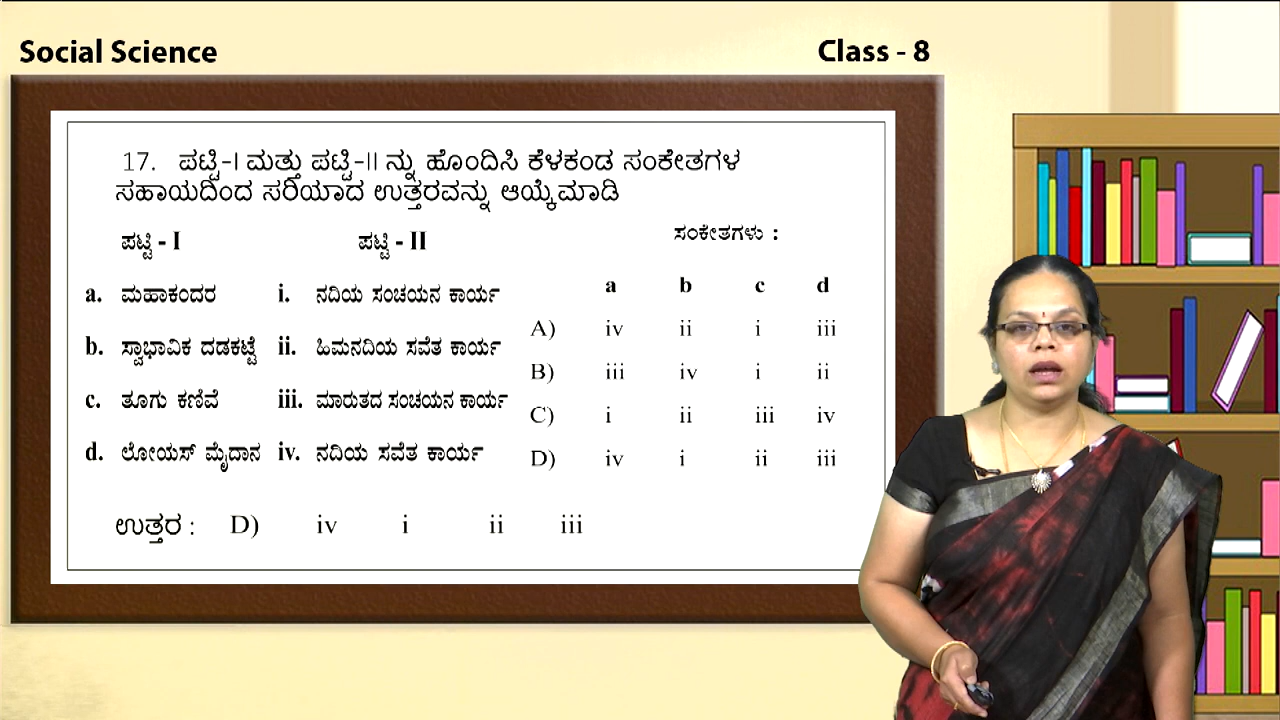 Social Science Class - 8
17. ಪಟ್ಟಿ-I ಮತ್ತು ಪಟ್ಟಿ-II ನ್ನು ಹೊಂದಿಸಿ ಕೆಳಕಂಡ ಸಂಕೇತಗಳ
ಸಹಾಯದಿಂದ ಸರಿಯಾದ ಉತ್ತರವನ್ನು ಆಯ್ಕೆಮಾಡಿ
ಪಟ್ಟಿ - I ಪಟ್ಟಿ - II ಸಂಕೇತಗಳು :
a. ಮಹಾಕಂದರ i. ನದಿಯ ಸಂಚಯನ ಕಾರ್ಯ
b. ಸ್ವಾಭಾವಿಕ ದಡಕಟ್ಟೆ ii. ಹಿಮನದಿಯ ಸವೆತ ಕಾರ್ಯ
c. ತೂಗು ಕಣಿವೆ iii. ಮಾರುತದ ಸಂಚಯನ ಕಾರ್ಯ
d. ಲೋಯಸ್ ಮೈದಾನ iv. ನದಿಯ ಸವೆತ ಕಾರ್ಯ
a b c d
A) iv ii i iii
B) iii iv i ii
C) i ii iii iv
D) iv i ii iii
ಉತ್ತರ : D) iv i ii iii